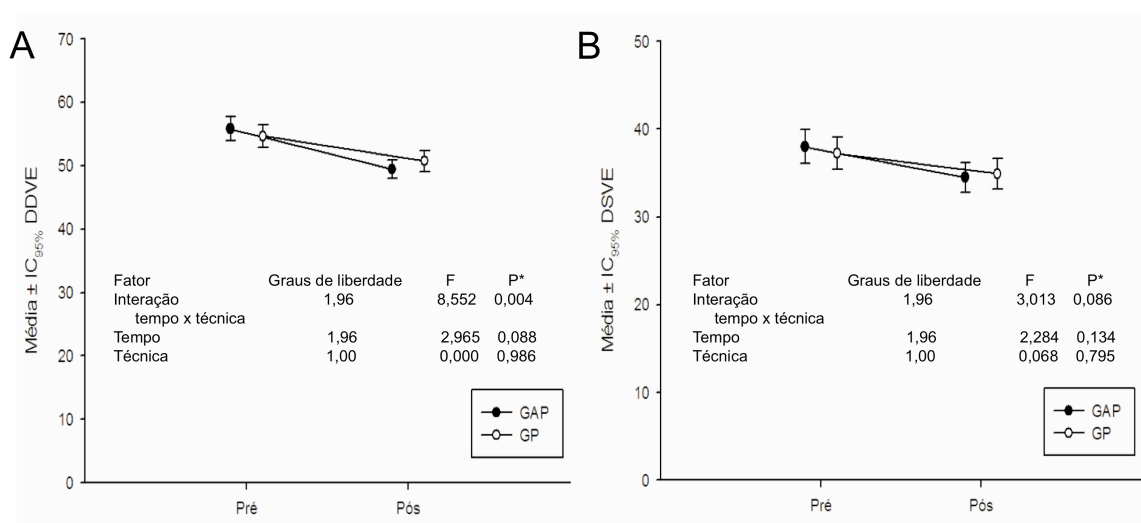 A
Média ± IC95% DDVE
70
60
50
40
30
20
10
0
Fator Graus de liberdade F P*
Interação 1,96 8,552 0,004
tempo x técnica
Tempo 1,96 2,965 0,088
Técnica 1,00 0,000 0,986
GAP
GP
Pré Pós
B
Média ± IC95% DSVE
50
40
30
20
10
0
Fator Graus de liberdade F P*
Interação 1,96 3,013 0,086
tempo x técnica
Tempo 1,96 2,284 0,134
Técnica 1,00 0,068 0,795
GAP
GP
Pré Pós